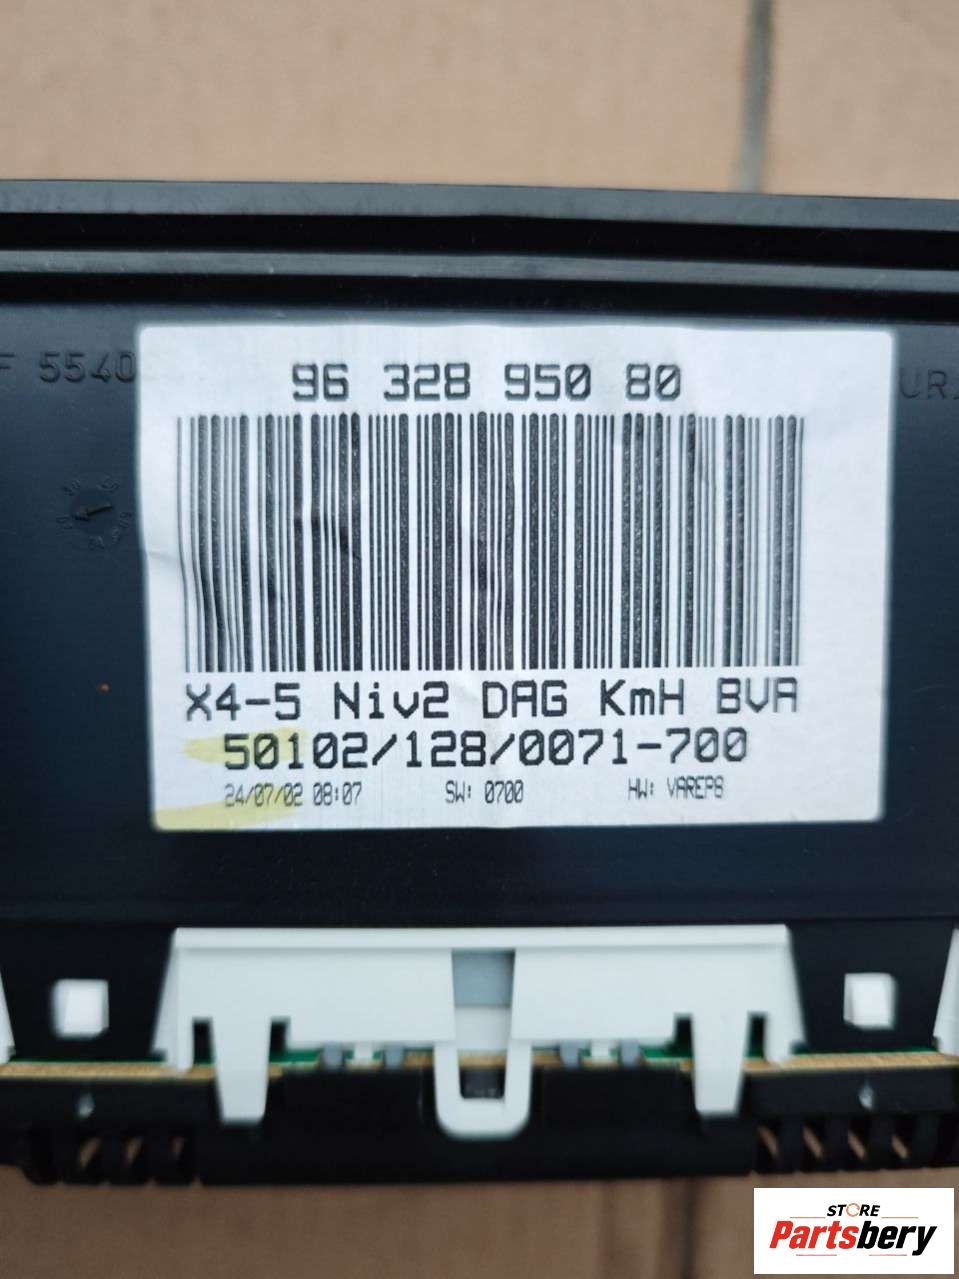 96 328 950 80
F 5540
UR
X4-5 Niv2 DAG KmH BVA
50102/128/0071-700
24/07/02 08:07 SW: 0700 HW: VAREP8
STORE
Partsbery